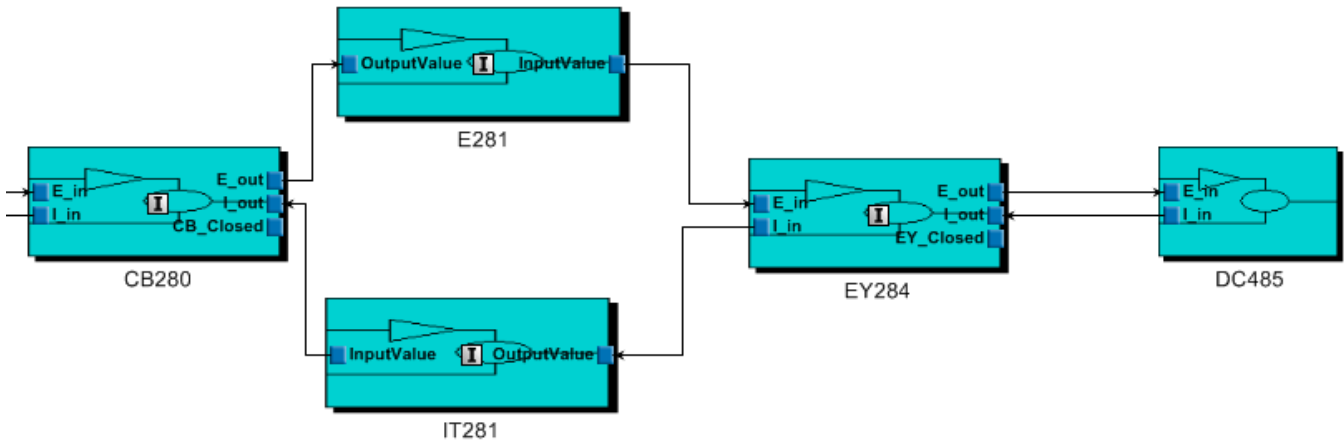 OutputValue I InputValue
E281
E_in E_out
I_in I I_out
CB_Closed
CB280
E_in E_out
I_in I I_out
EY_Closed
EY284
E_in
I_in
DC485
InputValue I OutputValue
IT281